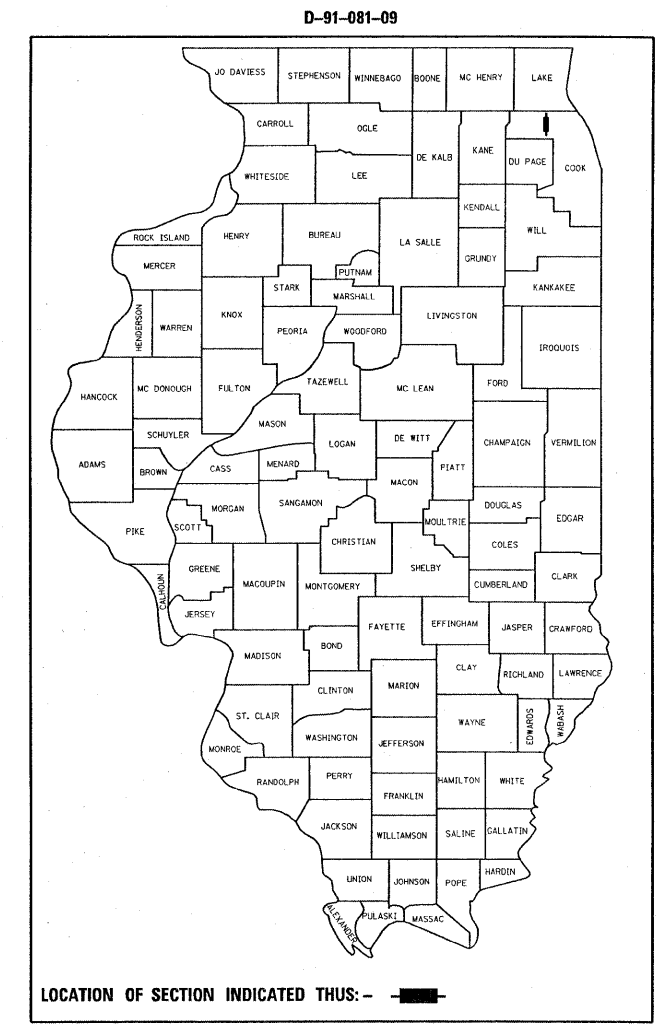 D-91-081-09
JO DAVIESS
STEPHENSON
WINNEBAGO
BOONE
MC HENRY
LAKE
CARROLL
OGLE
DE KALB
KANE
DU PAGE
COOK
WHITESIDE
LEE
KENDALL
ROCK ISLAND
HENRY
BUREAU
LA SALLE
WILL
GRUNDY
MERCER
PUTNAM
STARK
MARSHALL
KANKAKEE
HENDERSON
WARREN
KNOX
PEORIA
WOODFORD
LIVINGSTON
IROQUOIS
HANCOCK
MC DONOUGH
FULTON
TAZEWELL
MC LEAN
FORD
SCHUYLER
MASON
LOGAN
DE WITT
CHAMPAIGN
VERMILION
ADAMS
BROWN
CASS
MENARD
PIATT
MACON
PIKE
SCOTT
MORGAN
SANGAMON
MOULTRIE
DOUGLAS
EDGAR
CHRISTIAN
COLES
GREENE
MACOUPIN
MONTGOMERY
SHELBY
CUMBERLAND
CLARK
CALHOUN
JERSEY
FAYETTE
EFFINGHAM
JASPER
CRAWFORD
MADISON
BOND
CLAY
RICHLAND
LAWRENCE
CLINTON
MARION
ST. CLAIR
WAYNE
EDWARDS
WABASH
MONROE
WASHINGTON
JEFFERSON
RANDOLPH
PERRY
HAMILTON
WHITE
FRANKLIN
JACKSON
WILLIAMSON
SALINE
GALLATIN
UNION
JOHNSON
POPE
HARDIN
ALEXANDER
PULASKI
MASSAC
LOCATION OF SECTION INDICATED THUS: -